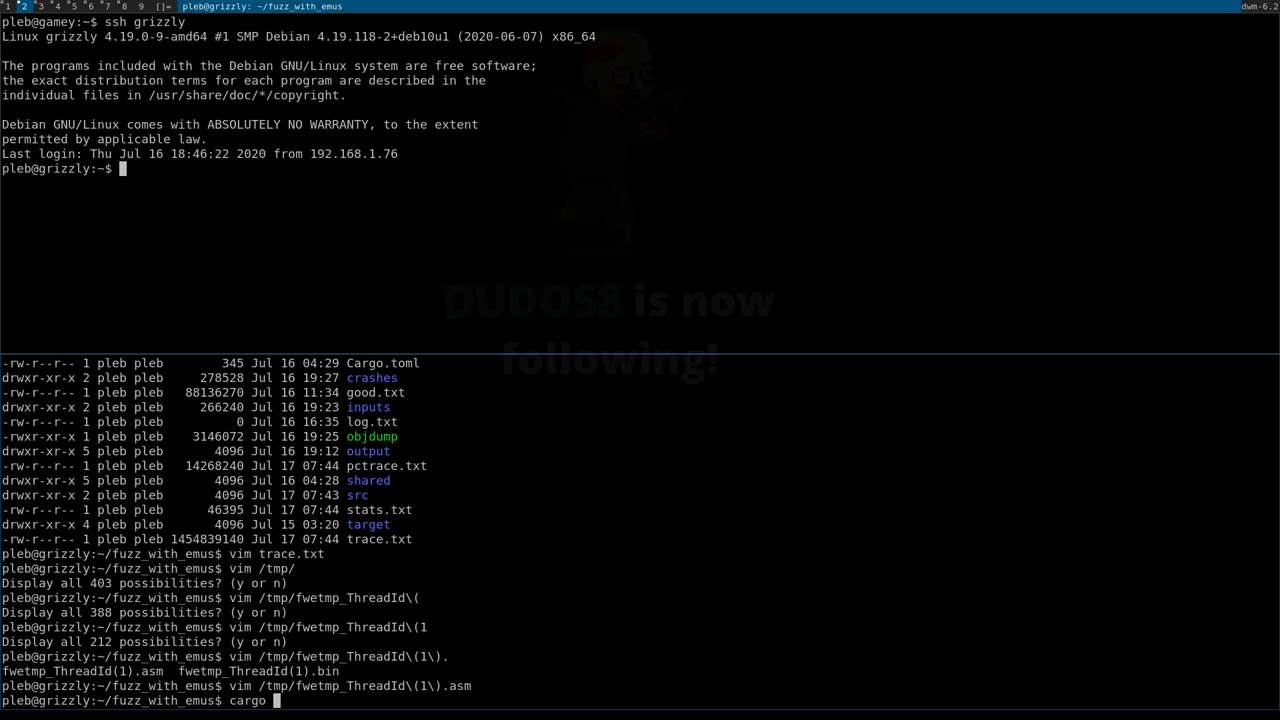 1 2 3 4 5 6 7 8 9 []= pleb@grizzly: ~/fuzz_with_emus dwm-6.2
pleb@gamey:~$ ssh grizzly
Linux grizzly 4.19.0-9-amd64 #1 SMP Debian 4.19.118-2+deb10u1 (2020-06-07) x86_64
The programs included with the Debian GNU/Linux system are free software;
the exact distribution terms for each program are described in the
individual files in /usr/share/doc/*/copyright.
Debian GNU/Linux comes with ABSOLUTELY NO WARRANTY, to the extent
permitted by applicable law.
Last login: Thu Jul 16 18:46:22 2020 from 192.168.1.76
pleb@grizzly:~$
DUDOS8 is now
following!
-rw-r--r-- 1 pleb pleb 345 Jul 16 04:29 Cargo.toml
drwxr-xr-x 2 pleb pleb 278528 Jul 16 19:27 crashes
-rw-r--r-- 1 pleb pleb 88136270 Jul 16 11:34 good.txt
drwxr-xr-x 2 pleb pleb 266240 Jul 16 19:23 inputs
-rw-r--r-- 1 pleb pleb 0 Jul 16 16:35 log.txt
-rwxr-xr-x 1 pleb pleb 3146072 Jul 16 19:25 objdump
drwxr-xr-x 5 pleb pleb 4096 Jul 16 19:12 output
-rw-r--r-- 1 pleb pleb 14268240 Jul 17 07:44 pctrace.txt
drwxr-xr-x 5 pleb pleb 4096 Jul 16 04:28 shared
drwxr-xr-x 2 pleb pleb 4096 Jul 17 07:43 src
-rw-r--r-- 1 pleb pleb 46395 Jul 17 07:44 stats.txt
drwxr-xr-x 4 pleb pleb 4096 Jul 15 03:20 target
-rw-r--r-- 1 pleb pleb 1454839140 Jul 17 07:44 trace.txt
pleb@grizzly:~/fuzz_with_emus$ vim trace.txt
pleb@grizzly:~/fuzz_with_emus$ vim /tmp/
Display all 403 possibilities? (y or n)
pleb@grizzly:~/fuzz_with_emus$ vim /tmp/fwetmp_ThreadId\(
Display all 388 possibilities? (y or n)
pleb@grizzly:~/fuzz_with_emus$ vim /tmp/fwetmp_ThreadId\(1
Display all 212 possibilities? (y or n)
pleb@grizzly:~/fuzz_with_emus$ vim /tmp/fwetmp_ThreadId\(1\).
fwetmp_ThreadId(1).asm fwetmp_ThreadId(1).bin
pleb@grizzly:~/fuzz_with_emus$ vim /tmp/fwetmp_ThreadId\(1\).asm
pleb@grizzly:~/fuzz_with_emus$ cargo